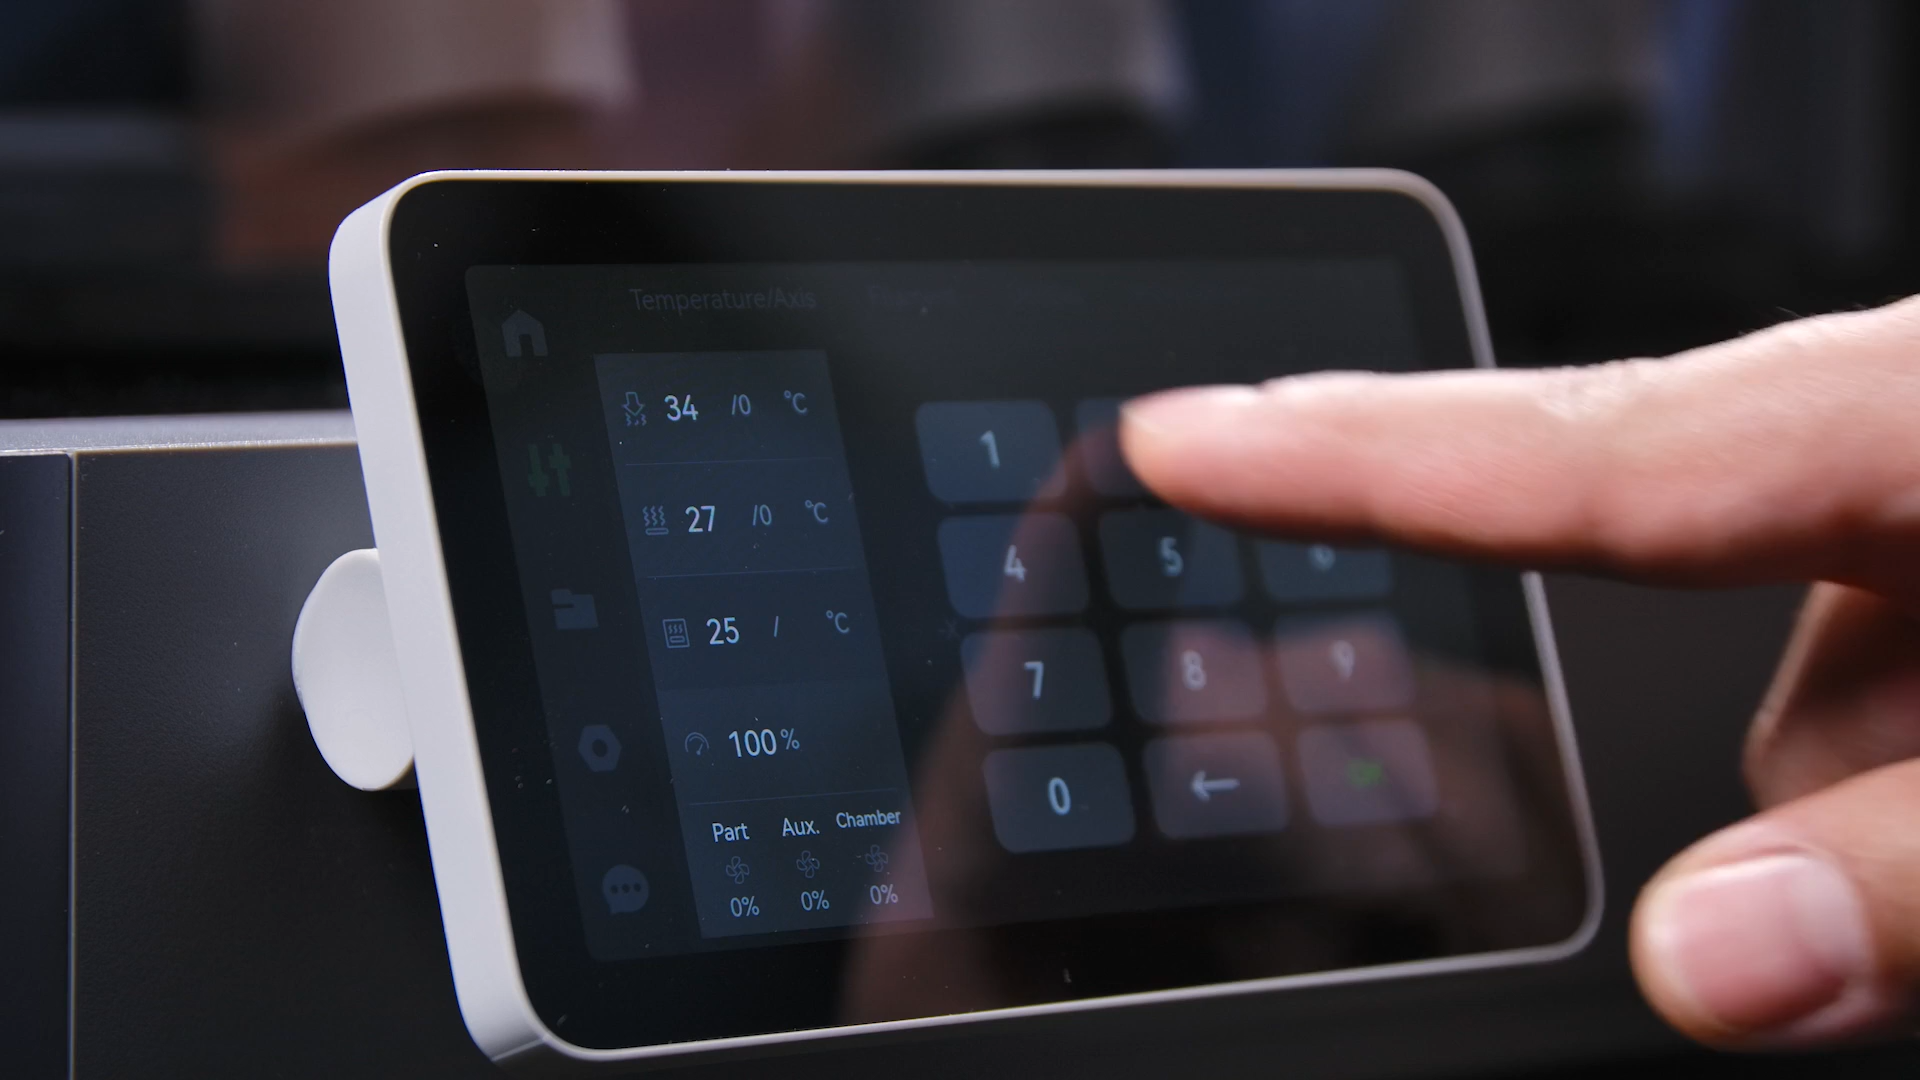 Temperature/Axis
34 /0 °C
27 /0 °C
25 / °C
100%
Part Aux. Chamber
0% 0% 0%
1
4 5
7 8 9
0 ← OK